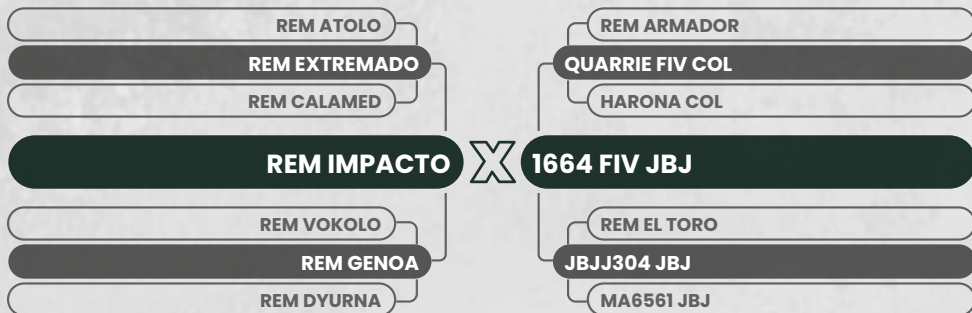 REM ATOLO
REM ARMADOR
REM EXTREMADO
QUARRIE FIV COL
REM CALAMED
HARONA COL
REM IMPACTO X 1664 FIV JBJ
REM VOKOLO
REM EL TORO
REM GENOA
JBJJ304 JBJ
REM DYURNA
MA6561 JBJ